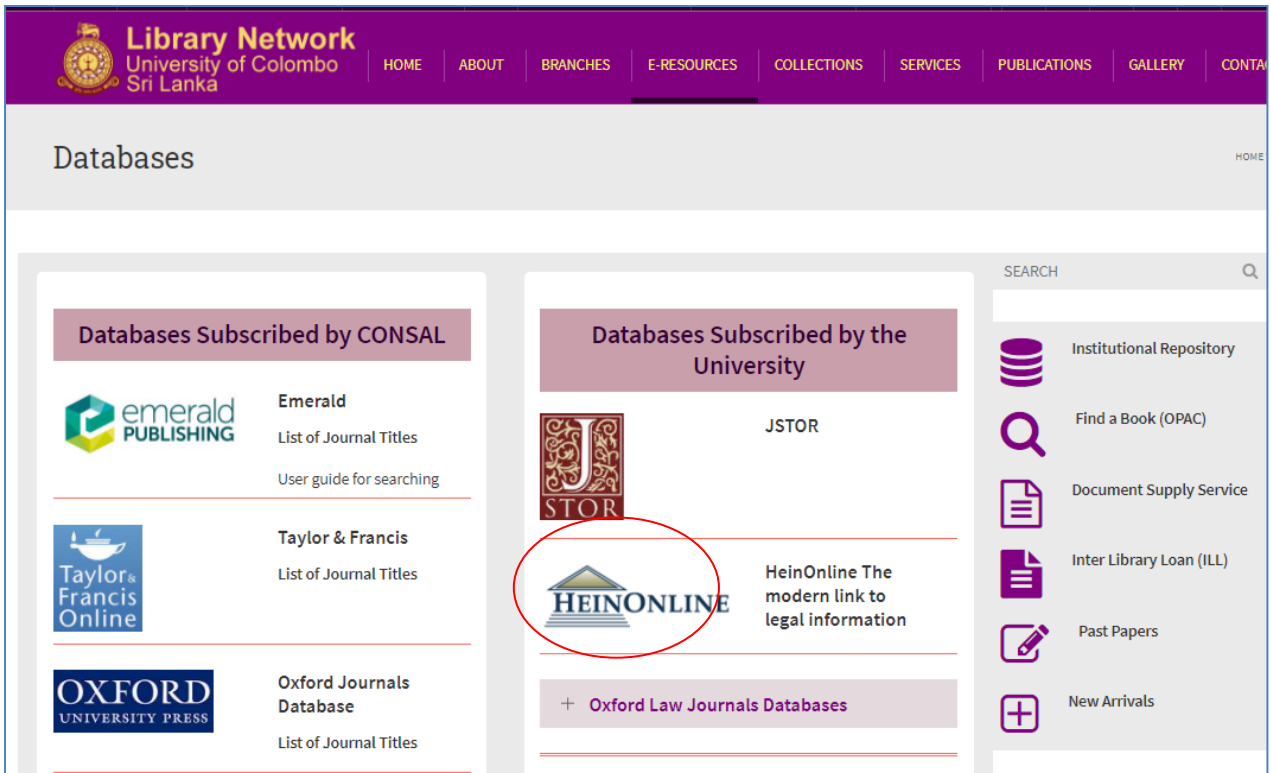 Library Network
University of Colombo
Sri Lanka
HOME
ABOUT
BRANCHES
E-RESOURCES
COLLECTIONS
SERVICES
PUBLICATIONS
GALLERY
CONTA
Databases
HOME
Databases Subscribed by CONSAL
emerald
PUBLISHING
Emerald
List of Journal Titles
User guide for searching
Taylor&
Francis
Online
Taylor & Francis
List of Journal Titles
OXFORD
UNIVERSITY PRESS
Oxford Journals
Database
List of Journal Titles
Databases Subscribed by the
University
J
STOR
JSTOR
HEINONLINE
HeinOnline The
modern link to
legal information
+ Oxford Law Journals Databases
SEARCH
Institutional Repository
Find a Book (OPAC)
Document Supply Service
Inter Library Loan (ILL)
Past Papers
New Arrivals